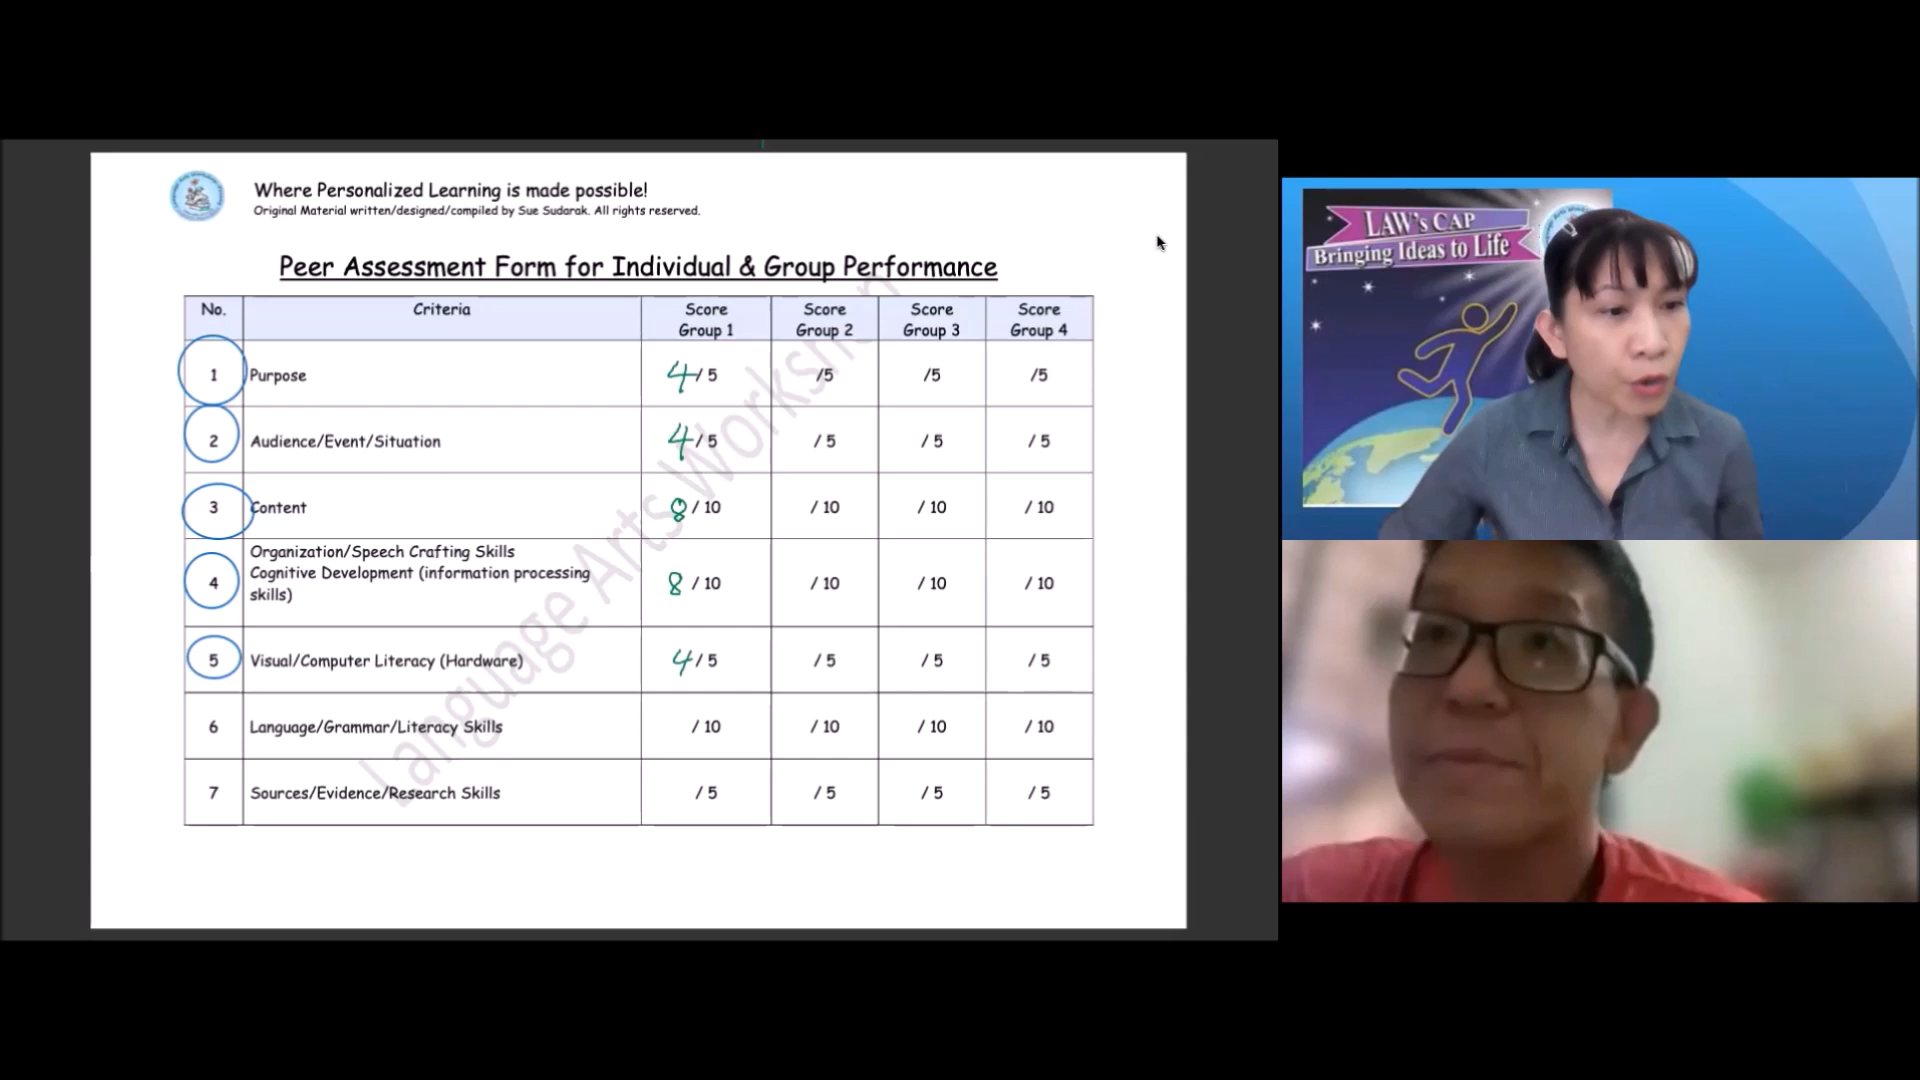 Where Personalized Learning is made possible!
Original Material written/designed/compiled by Sue Sudarak. All rights reserved.
Peer Assessment Form for Individual & Group Performance
No. Criteria Score Group 1 Score Group 2 Score Group 3 Score Group 4
1 Purpose 4/ 5 /5 /5 /5
2 Audience/Event/Situation 4/ 5 / 5 / 5 / 5
3 Content 8 / 10 / 10 / 10 / 10
4 Organization/Speech Crafting Skills
Cognitive Development (information processing
skills) 8 / 10 / 10 / 10 / 10
5 Visual/Computer Literacy (Hardware) 4/ 5 / 5 / 5 / 5
6 Language/Grammar/Literacy Skills / 10 / 10 / 10 / 10
7 Sources/Evidence/Research Skills / 5 / 5 / 5 / 5
Language Arts Workshop
LAW's CAP
Bringing Ideas to Life